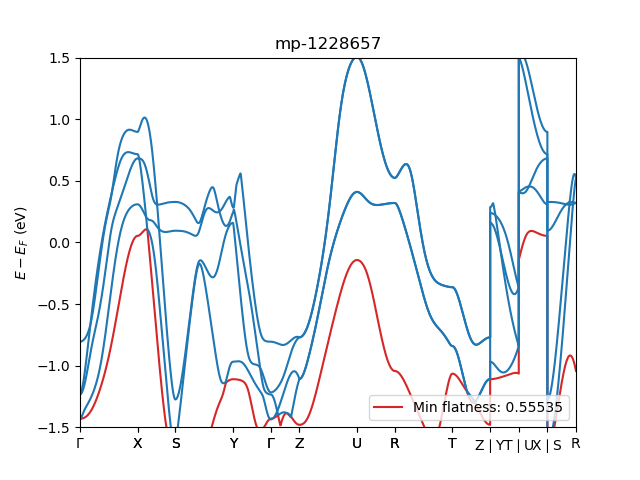 mp-1228657
E − E_F (eV)
1.5
1.0
0.5
0.0
−0.5
−1.0
−1.5
Min flatness: 0.55535
Γ X S Y Γ Z U R T Z | YT | UX | S R